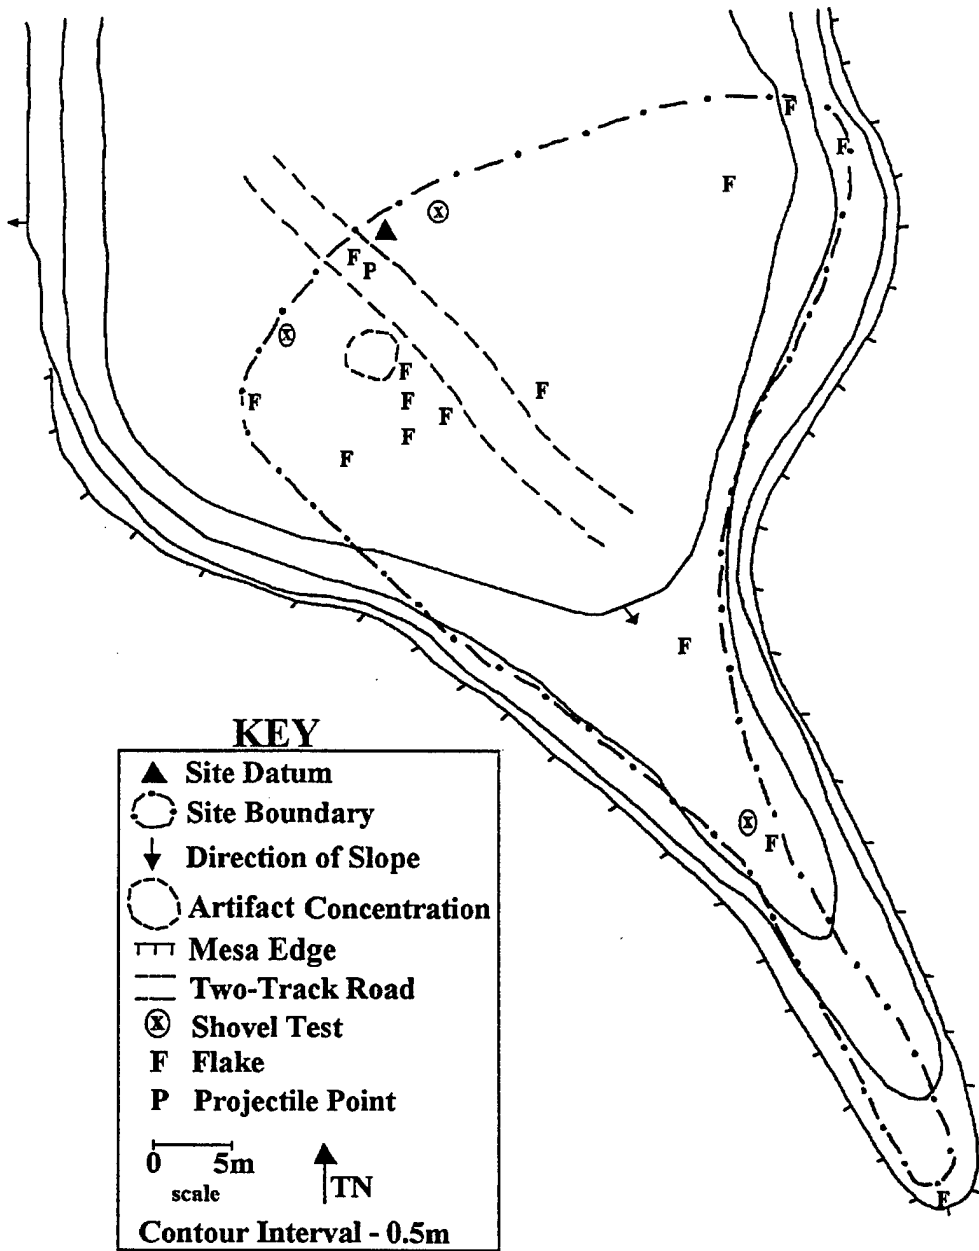 F
F
F
X
F
P
X
F
F
F
F
F
F
F
F
X
F
F
KEY
Site Datum
Site Boundary
Direction of Slope
Artifact Concentration
Mesa Edge
Two-Track Road
X Shovel Test
F Flake
P Projectile Point
0 5m
scale
TN
Contour Interval - 0.5m